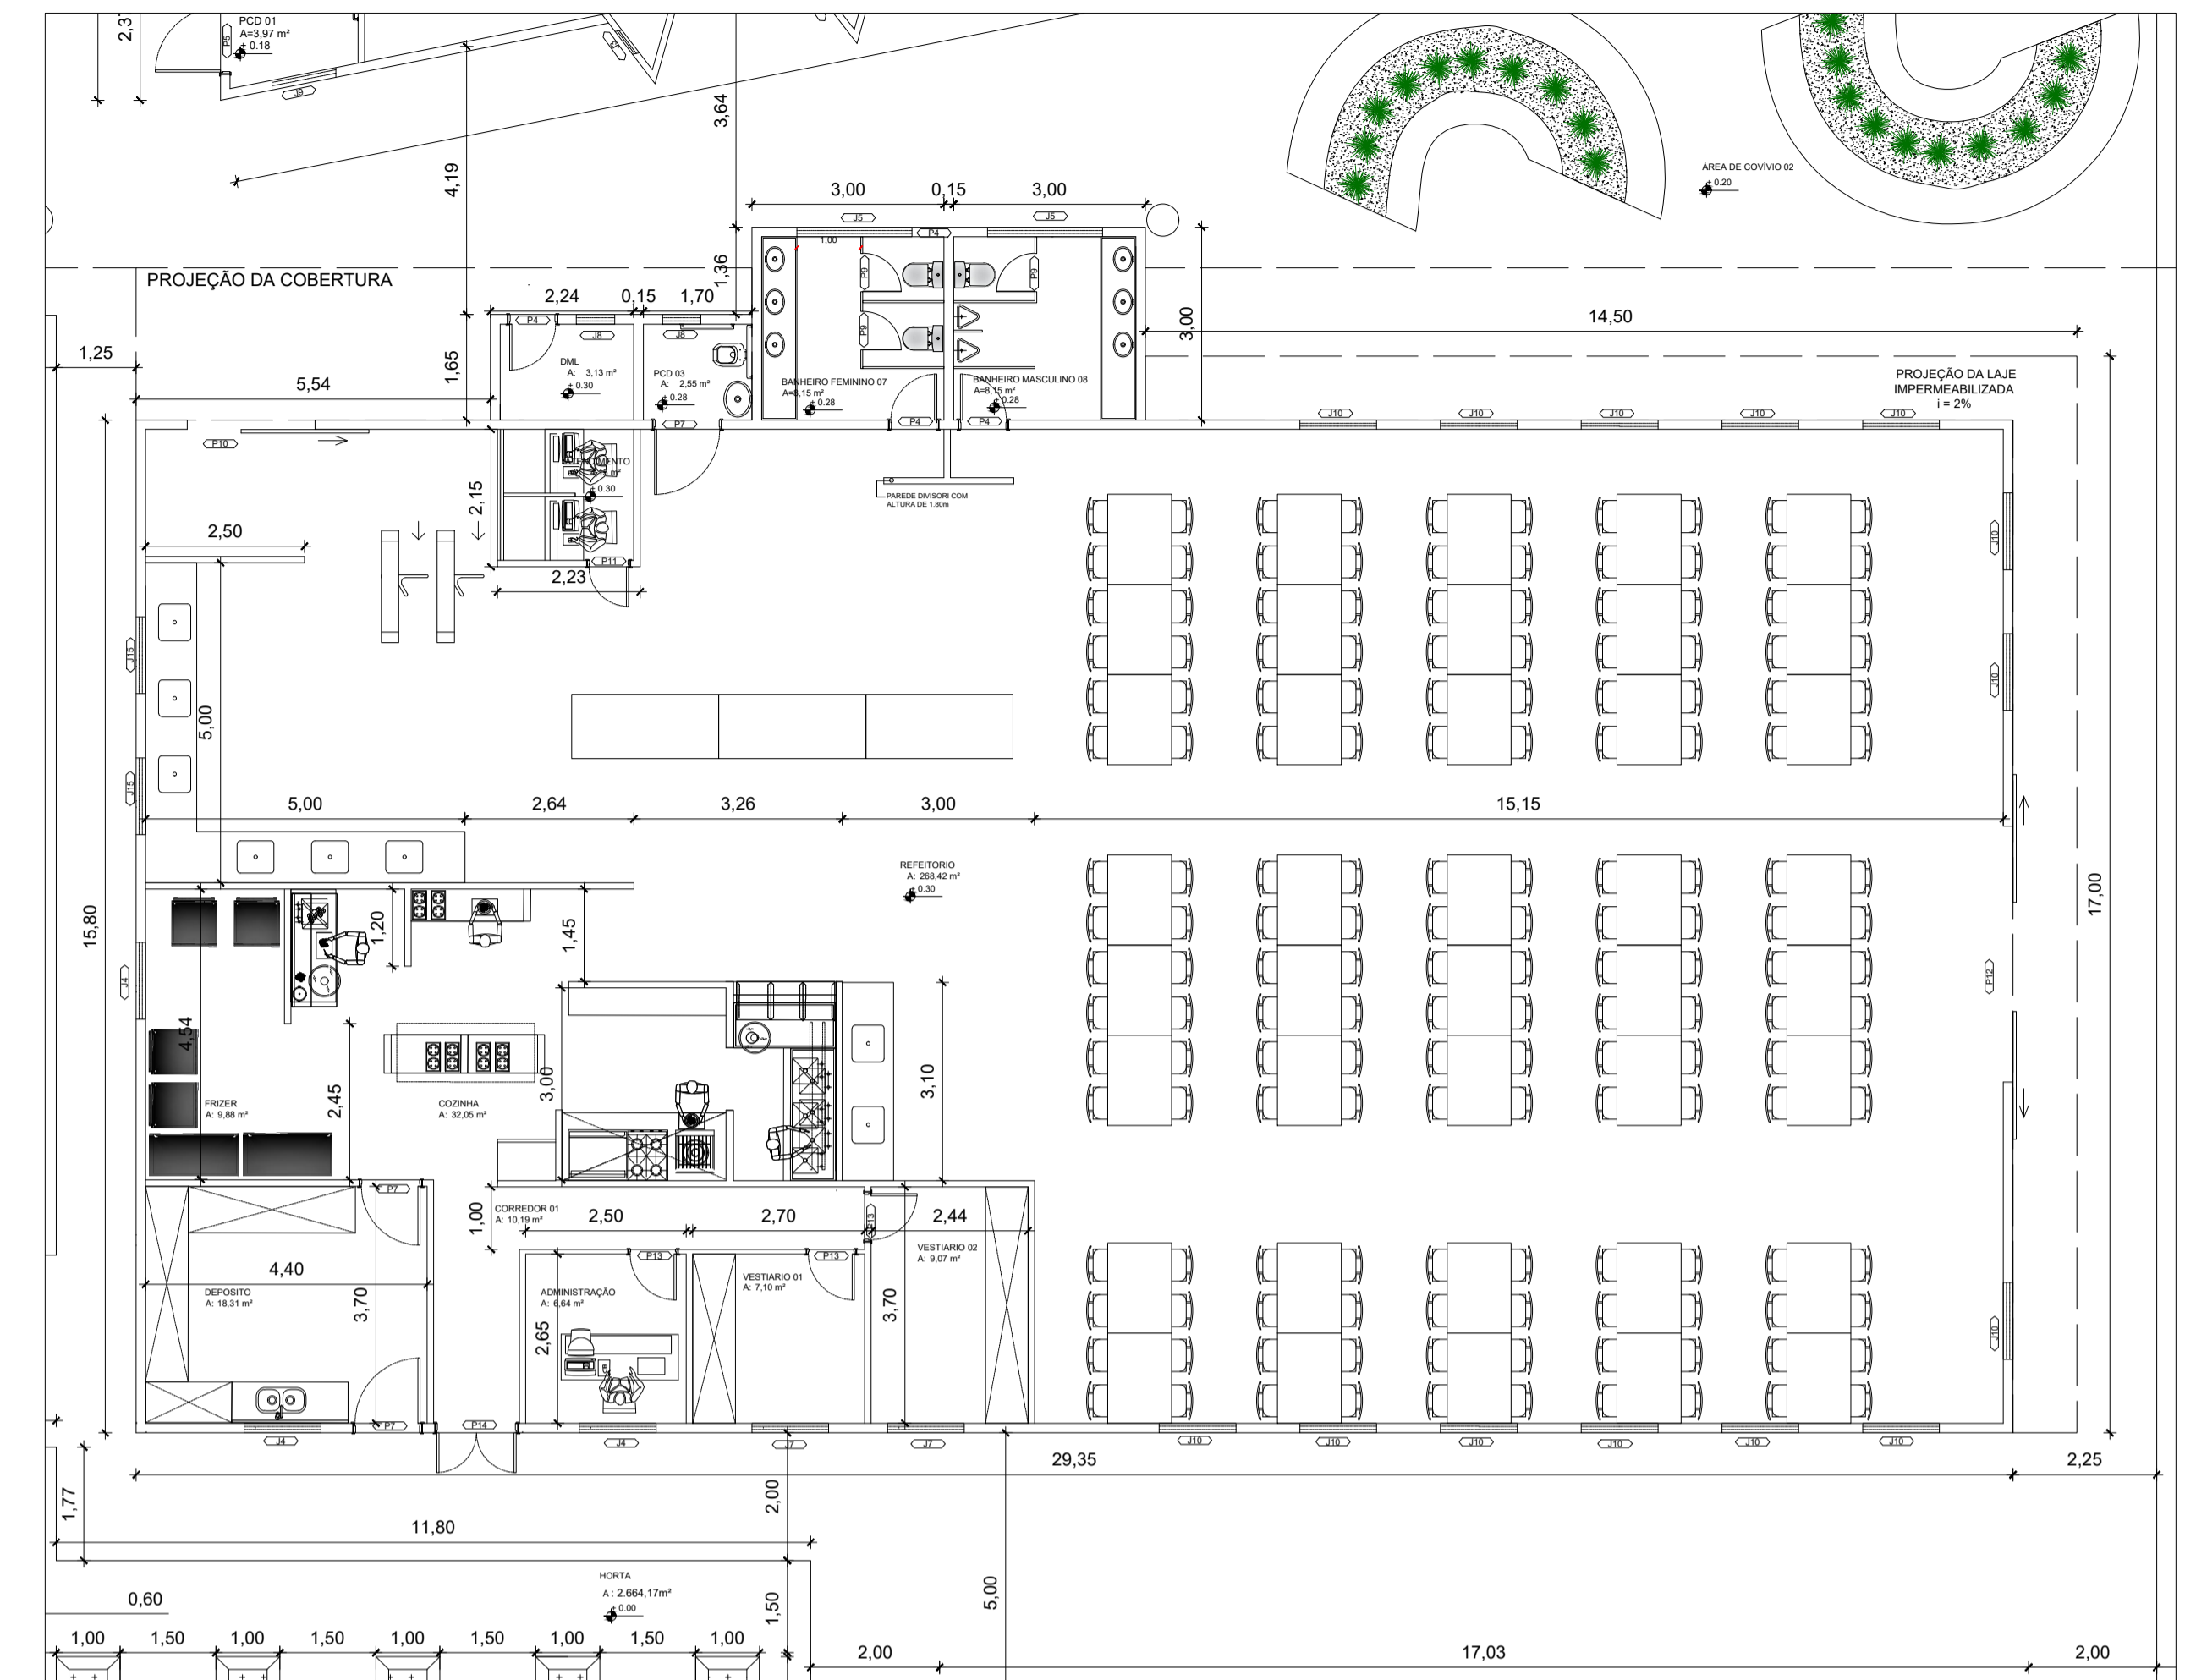 2,37
PCD 01
A=3,97 m²
+ 0.18
P5
J9
3,64
4,19
ÁREA DE COVÍVIO 02
+ 0.20
3,00
0,15
3,00
J5
J5
P4
1,00
PROJEÇÃO DA COBERTURA
1,36
2,24
0,15
1,70
P4
J8
J8
P9
P9
P9
14,50
3,00
1,25
5,54
1,65
DML
A: 3,13 m²
+ 0.30
PCD 03
A: 2,55 m²
+ 0.28
BANHEIRO FEMININO 07
A=8,15 m²
+ 0.28
BANHEIRO MASCULINO 08
A=8,15 m²
+ 0.28
PROJEÇÃO DA LAJE
IMPERMEABILIZADA
i = 2%
P10
P7
P4
P4
J10
J10
J10
J10
J10
2,15
+ 0.30
PAREDE DIVISORI COM
ALTURA DE 1.80m
2,50
P11
2,23
J10
J10
J15
J15
5,00
5,00
2,64
3,26
3,00
15,15
REFEITORIO
A: 268,42 m²
+ 0.30
15,80
17,00
1,20
1,45
J4
P12
4,54
2,45
3,00
3,10
FRIZER
A: 9,88 m²
COZINHA
A: 32,05 m²
P7
1,00
CORREDOR 01
A: 10,19 m²
2,50
2,70
P13
2,44
P13
P13
VESTIARIO 02
A: 9,07 m²
4,40
DEPOSITO
A: 18,31 m²
3,70
ADMINISTRAÇÃO
A: 6,64 m²
VESTIARIO 01
A: 7,10 m²
3,70
2,65
J10
P7
P14
J4
J4
J7
J7
J10
J10
J10
J10
J10
J10
29,35
2,25
1,77
2,00
11,80
HORTA
A : 2.664,17m²
+ 0.00
0,60
1,50
5,00
1,00
1,50
1,00
1,50
1,00
1,50
1,00
1,50
1,00
2,00
17,03
2,00